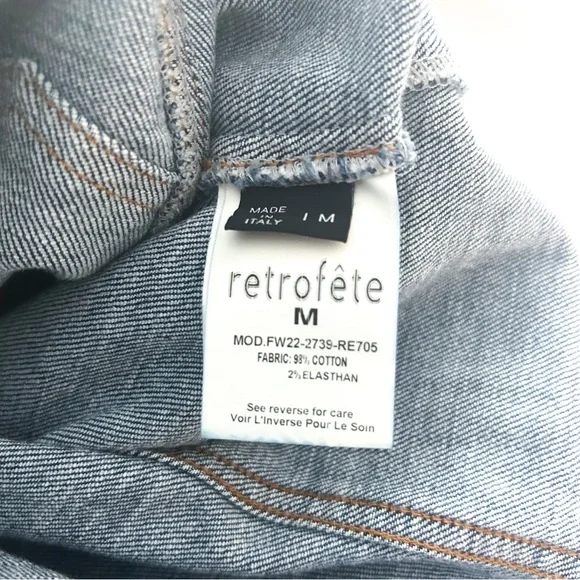 MADE
IN
ITALY
I M
retrofête
M
MOD.FW22-2739-RE705
FABRIC: 98% COTTON
2% ELASTHAN
See reverse for care
Voir L'Inverse Pour Le Soin